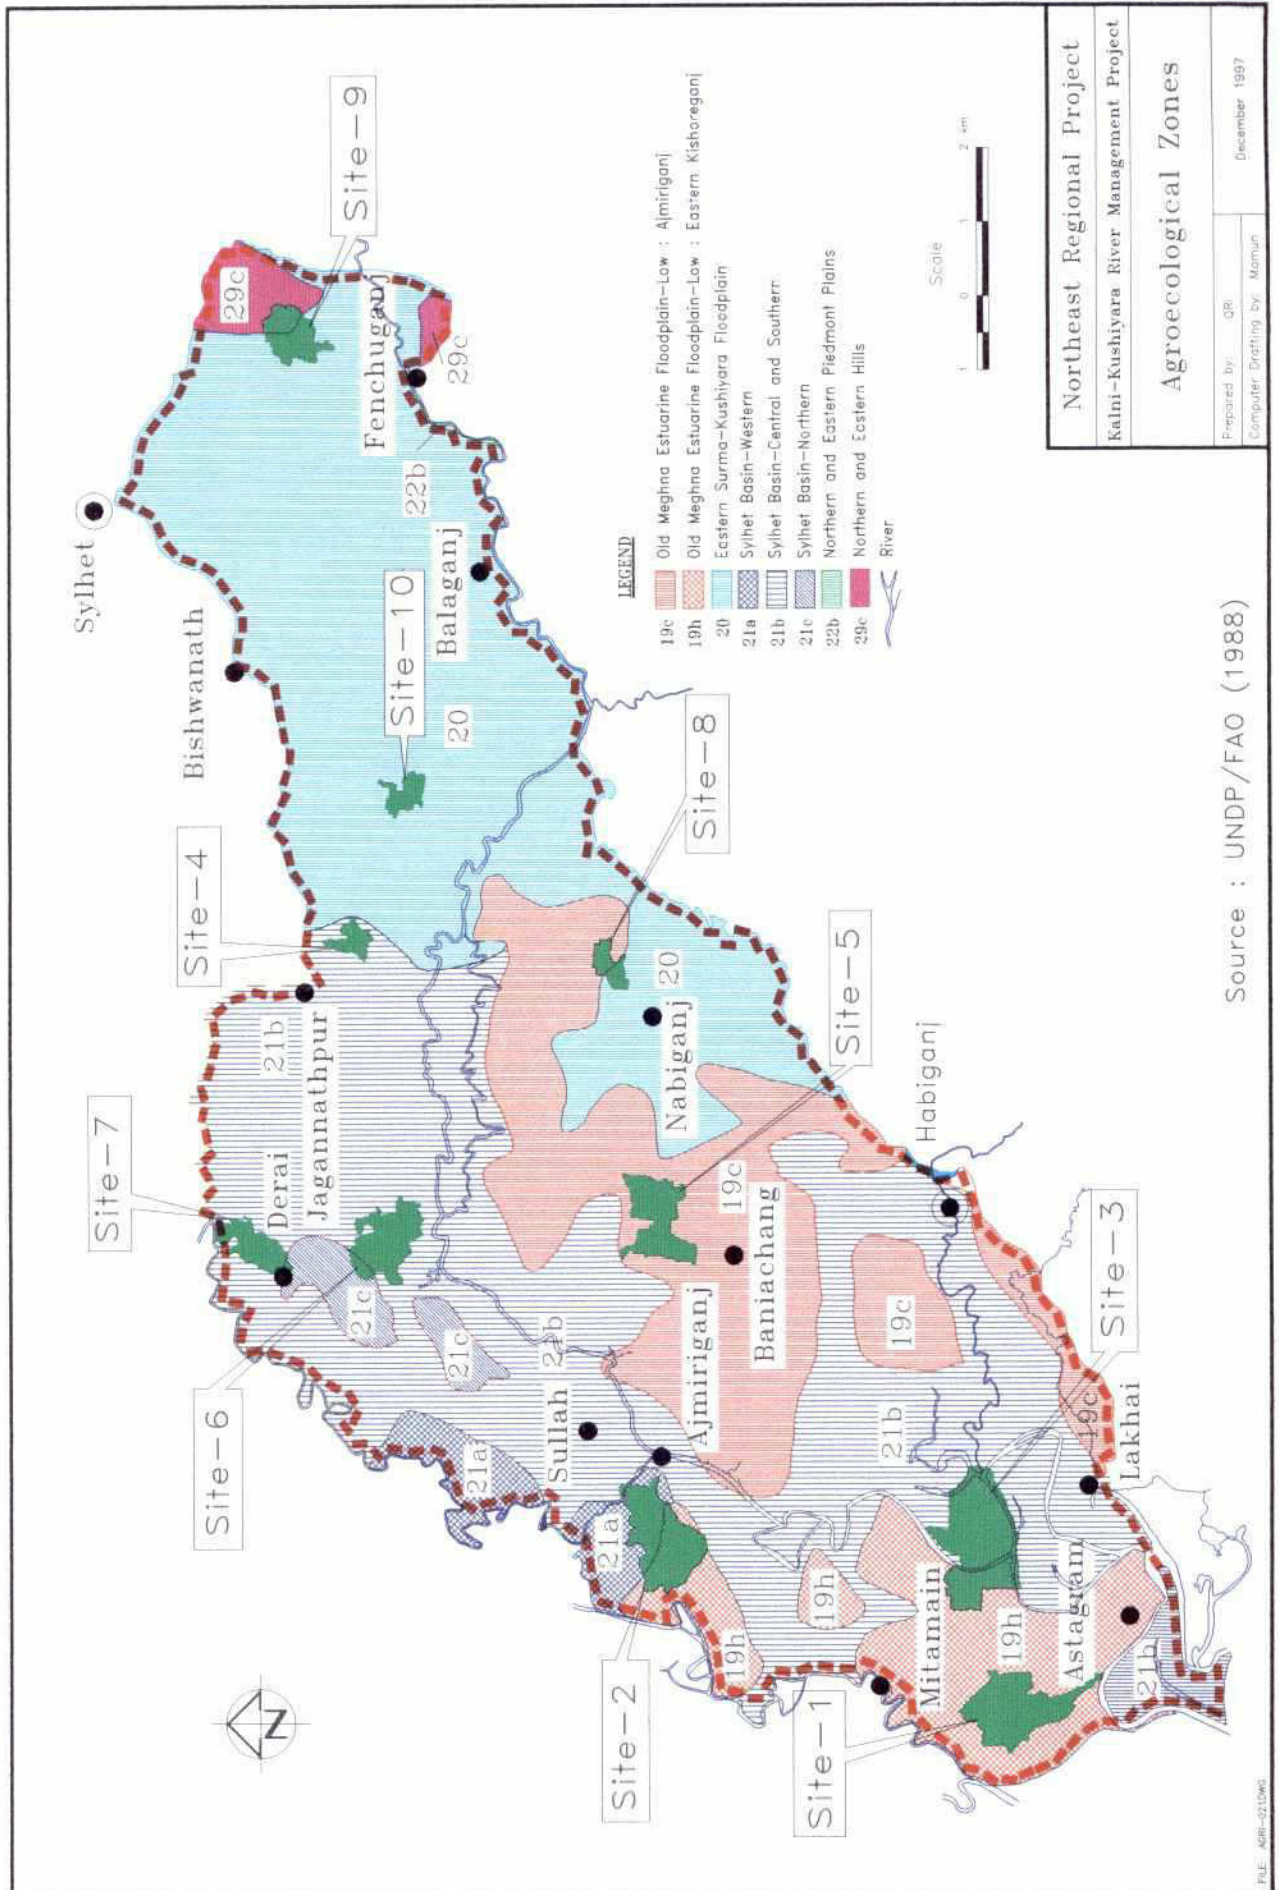 Sylhet
Bishwanath
29c
Site-9
Fenchuganj
29c
22b
Balaganj
Site-10
20
Site-4
Site-8
20
Nabiganj
Site-7
21b
Jagannathpur
Derai
Site-5
Habiganj
19c
Baniachang
Ajmiriganj
19c
Site-3
21c
21c
21b
Site-6
Sullah
21a
21b
19c
Lakhai
21a
19h
19h
Site-2
Mitamain
19h
Astagram
21b
Site-1
N
LEGEND
19c Old Meghna Estuarine Floodplain-Low : Ajmiriganj
19h Old Meghna Estuarine Floodplain-Low : Eastern Kishoreganj
20 Eastern Surma-Kushiyara Floodplain
21a Sylhet Basin-Western
21b Sylhet Basin-Central and Southern
21c Sylhet Basin-Northern
22b Northern and Eastern Piedmont Plains
29c Northern and Eastern Hills
River
Scale
1 0 1 2 km
Source : UNDP/FAO (1988)
Northeast Regional Project
Kalni-Kushiyara River Management Project
Agroecological Zones
Prepared by: QRI
Computer Drafting by: Mamun
December 1997
FILE: AGRI-021.DWG